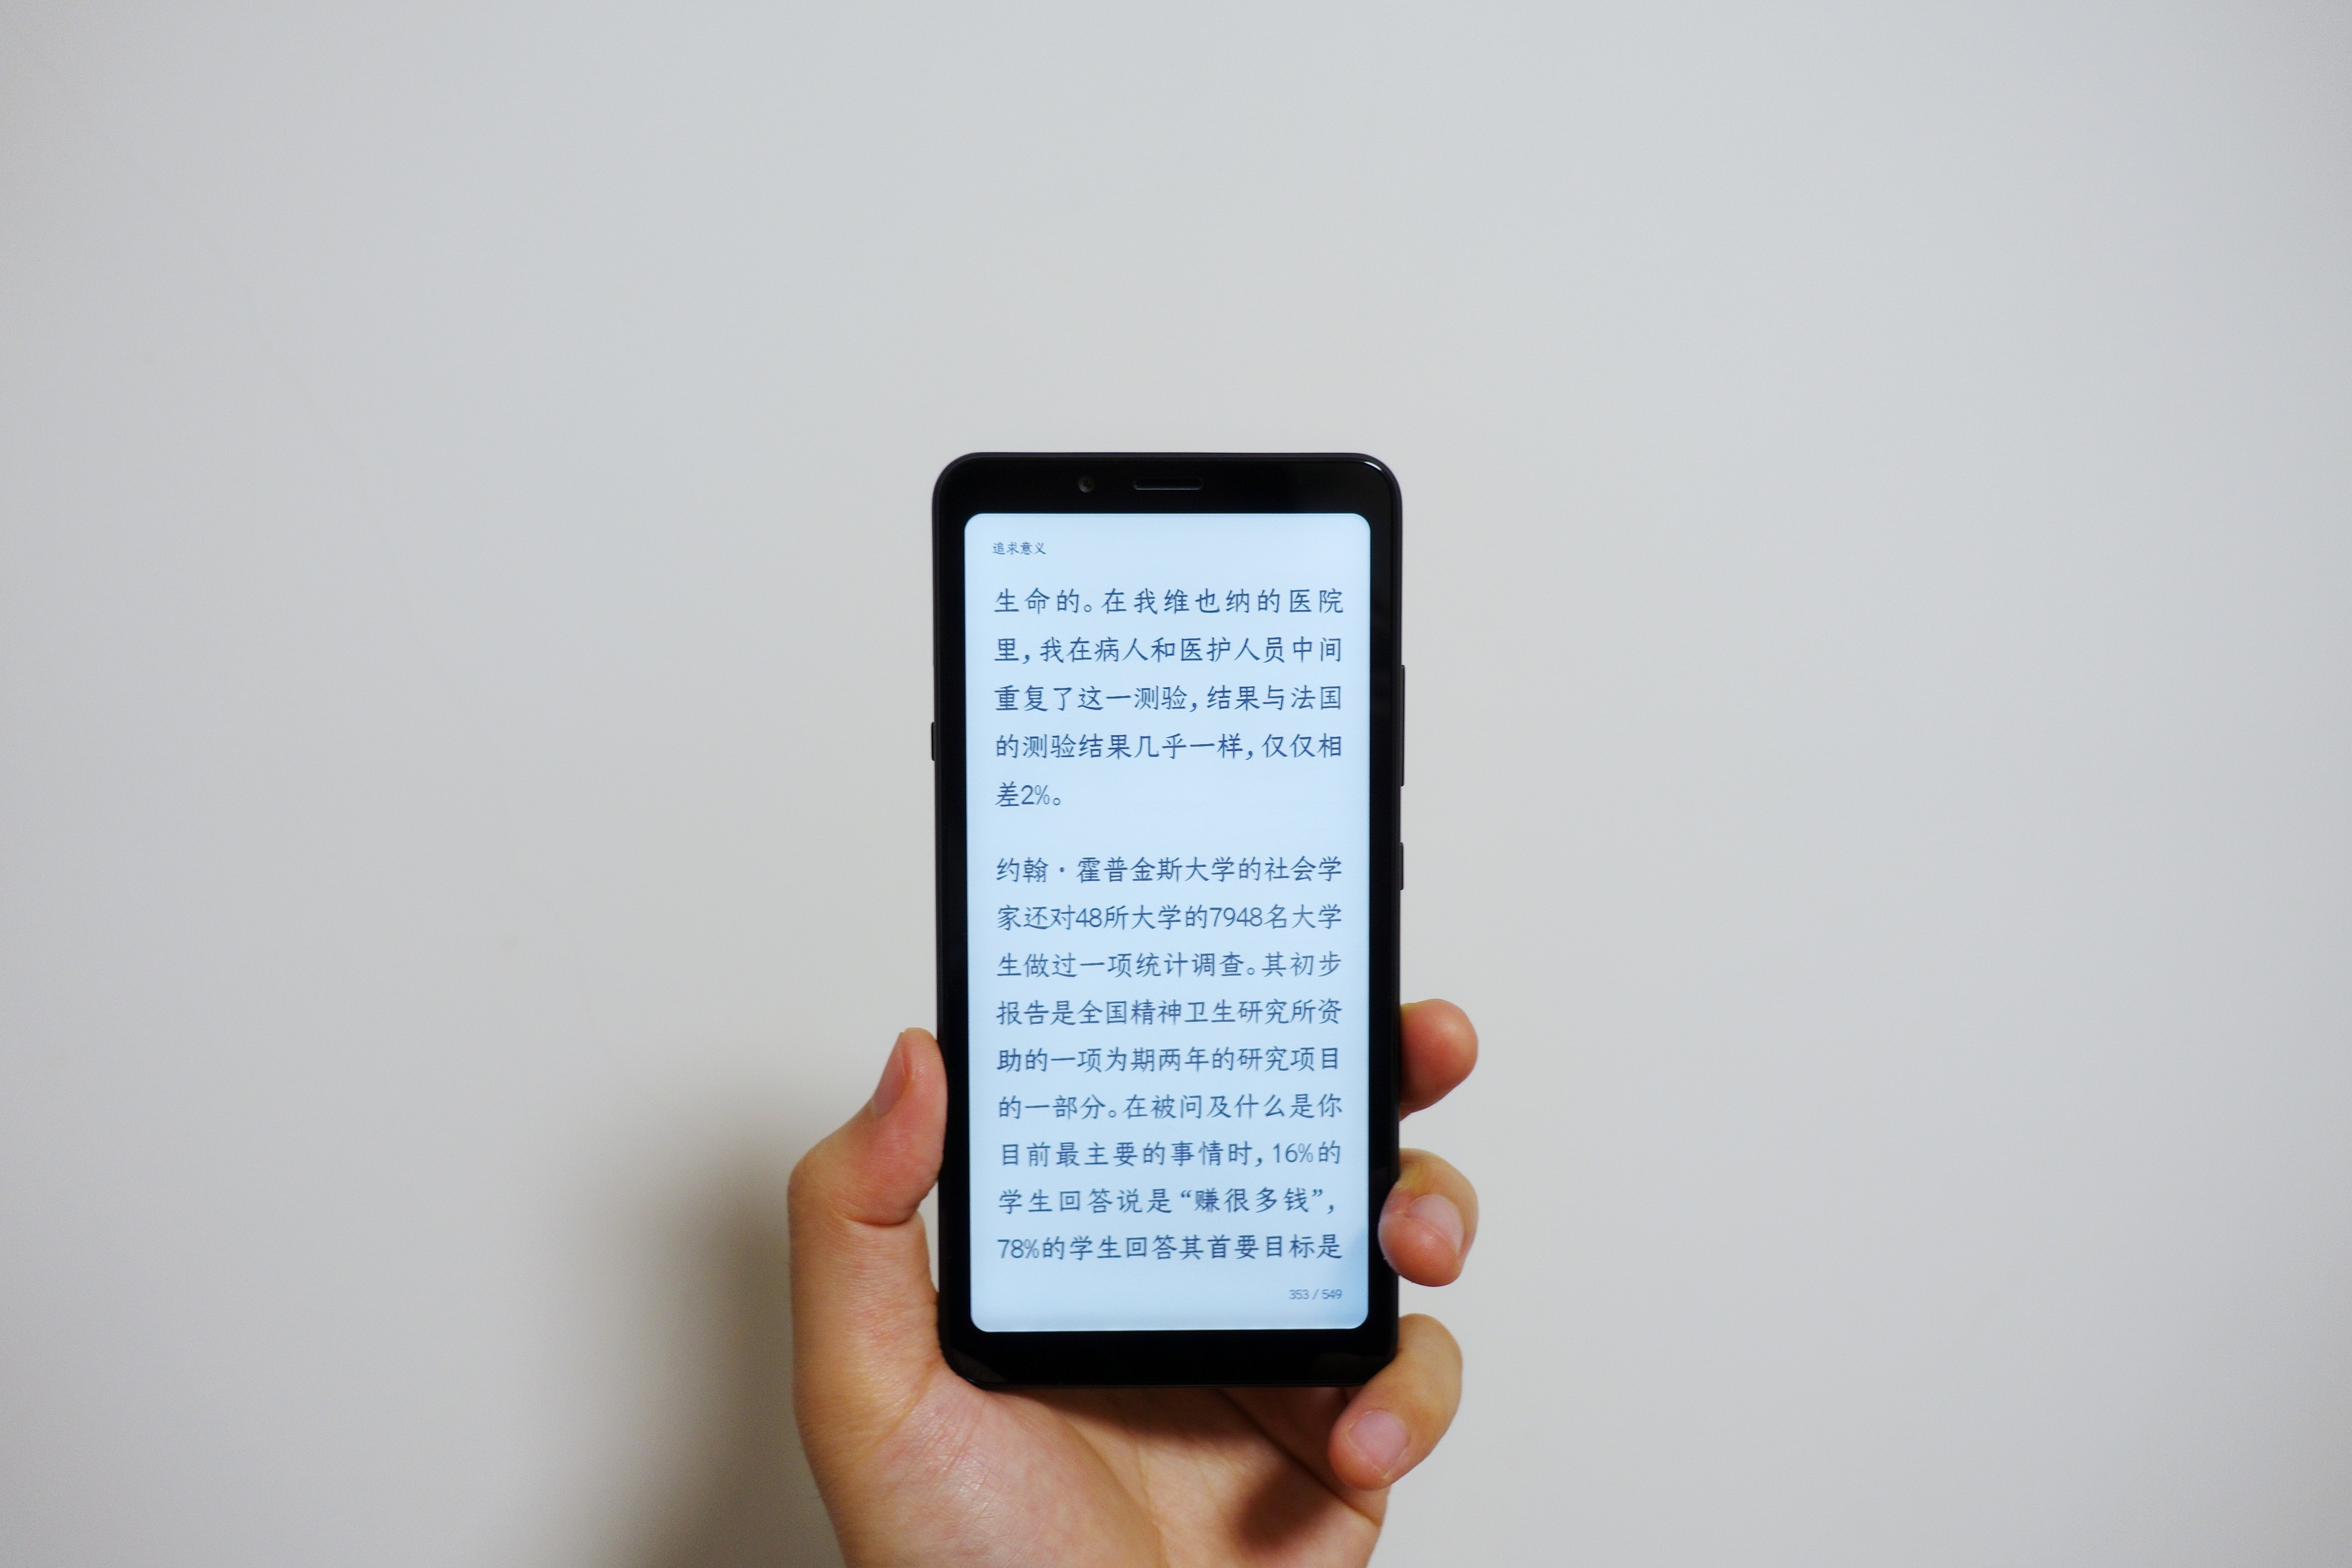 追求意义
生命的。在我维也纳的医院
里,我在病人和医护人员中间
重复了这一测验,结果与法国
的测验结果几乎一样,仅仅相
差2%。
约翰·霍普金斯大学的社会学
家还对48所大学的7948名大学
生做过一项统计调查。其初步
报告是全国精神卫生研究所资
助的一项为期两年的研究项目
的一部分。在被问及什么是你
目前最主要的事情时,16%的
学生回答说是“赚很多钱”,
78%的学生回答其首要目标是
353 / 549